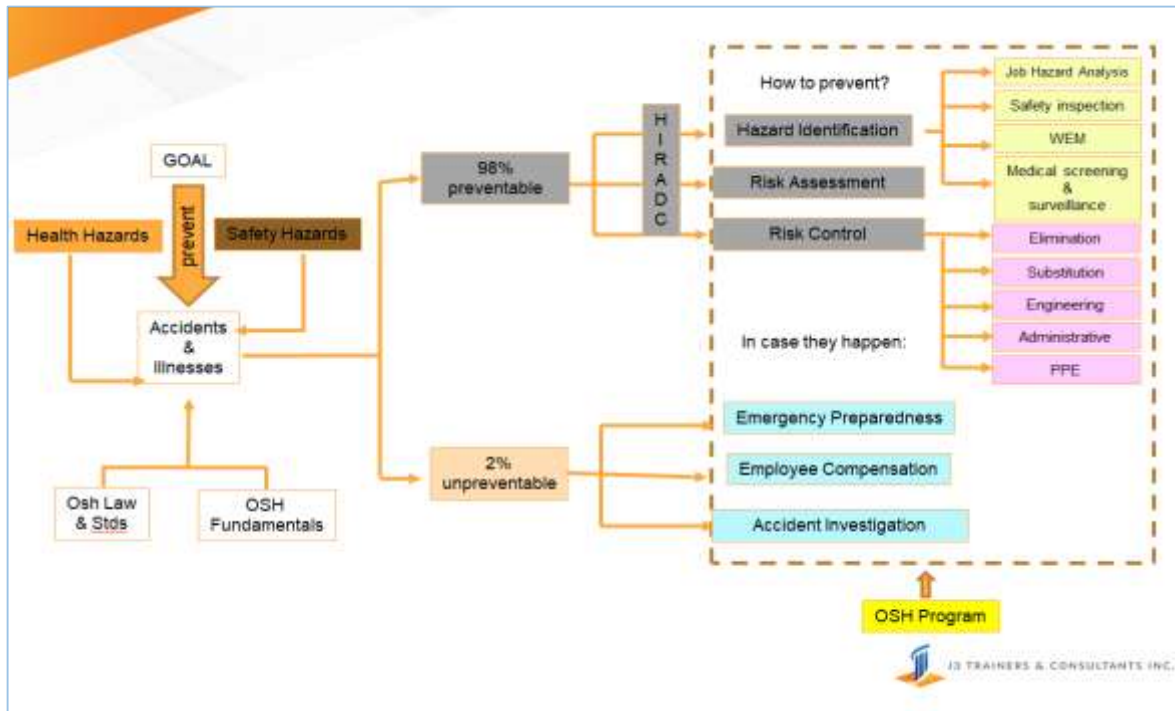 GOAL
prevent
Health Hazards
Safety Hazards
Accidents
&
Illnesses
Osh Law
& Stds
OSH
Fundamentals
98%
preventable
2%
unpreventable
HIRADC
How to prevent?
Hazard Identification
Risk Assessment
Risk Control
Job Hazard Analysis
Safety inspection
WEM
Medical screening
&
surveillance
Elimination
Substitution
Engineering
Administrative
PPE
In case they happen:
Emergency Preparedness
Employee Compensation
Accident Investigation
OSH Program
J3 TRAINERS & CONSULTANTS INC.